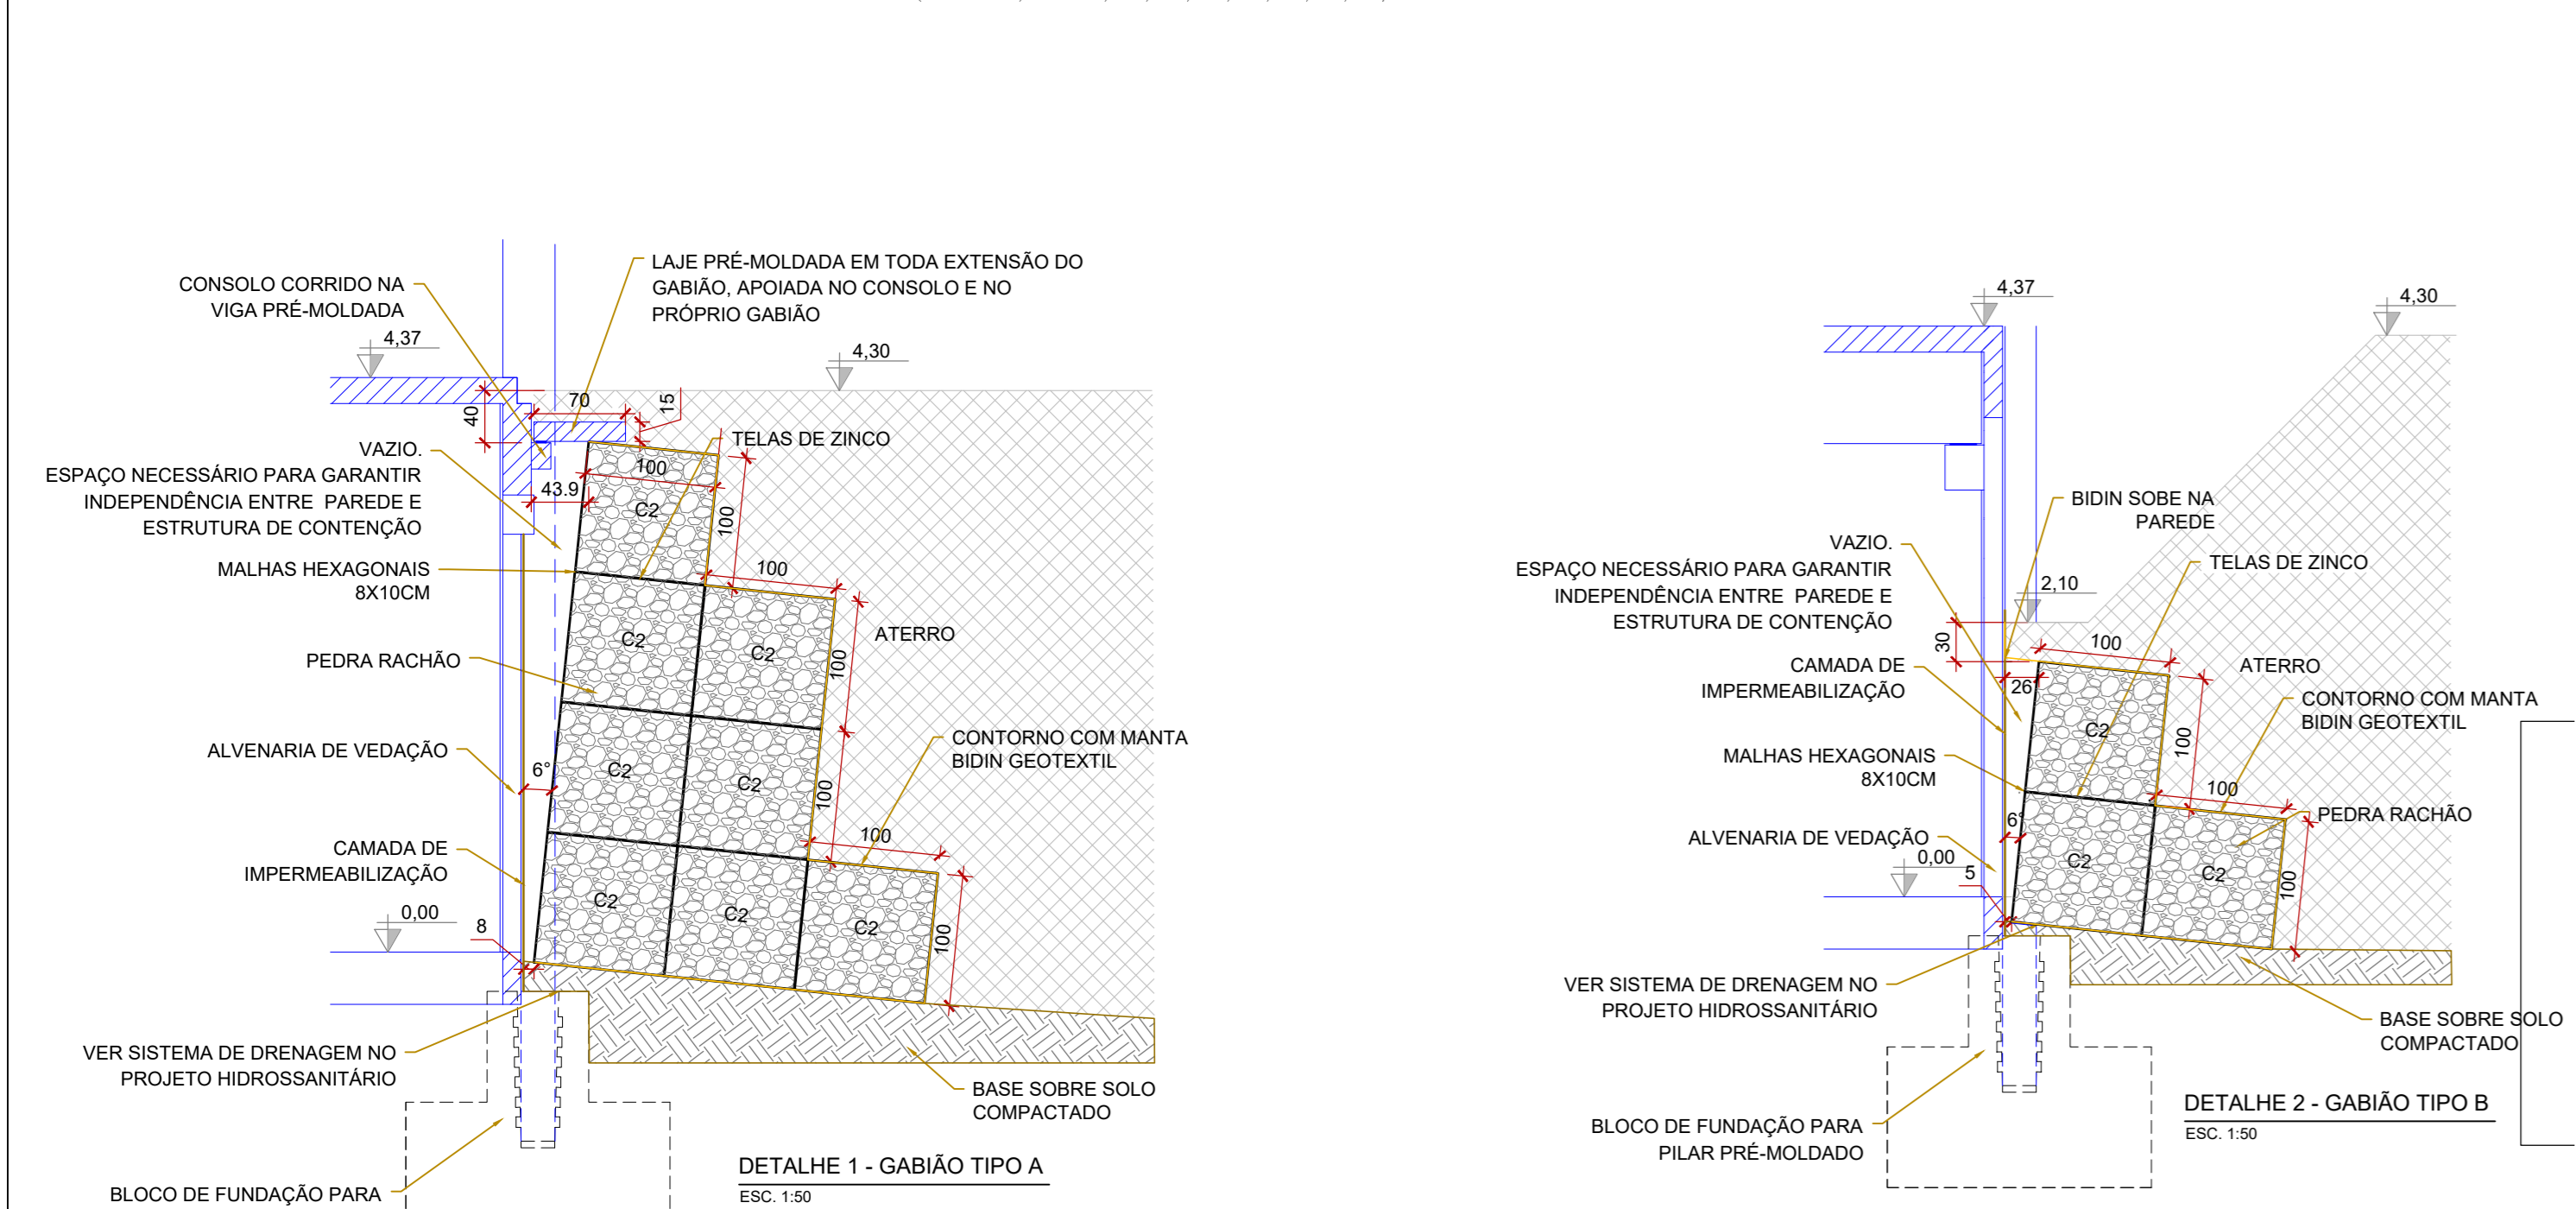 CONSOLO CORRIDO NA
VIGA PRÉ-MOLDADA
LAJE PRÉ-MOLDADA EM TODA EXTENSÃO DO
GABIÃO, APOIADA NO CONSOLO E NO
PRÓPRIO GABIÃO
4,37
4,30
70
15
40
TELAS DE ZINCO
VAZIO.
ESPAÇO NECESSÁRIO PARA GARANTIR
INDEPENDÊNCIA ENTRE PAREDE E
ESTRUTURA DE CONTENÇÃO
100
43.9
C2
100
MALHAS HEXAGONAIS
8X10CM
100
C2
C2
ATERRO
100
PEDRA RACHÃO
ALVENARIA DE VEDAÇÃO
6°
C2
C2
100
CONTORNO COM MANTA
BIDIN GEOTEXTIL
100
CAMADA DE
IMPERMEABILIZAÇÃO
C2
C2
C2
100
0,00
8
VER SISTEMA DE DRENAGEM NO
PROJETO HIDROSSANITÁRIO
BASE SOBRE SOLO
COMPACTADO
BLOCO DE FUNDAÇÃO PARA
DETALHE 1 - GABIÃO TIPO A
ESC. 1:50
4,37
4,30
BIDIN SOBE NA
PAREDE
VAZIO.
ESPAÇO NECESSÁRIO PARA GARANTIR
INDEPENDÊNCIA ENTRE PAREDE E
ESTRUTURA DE CONTENÇÃO
TELAS DE ZINCO
2,10
30
100
ATERRO
CAMADA DE
IMPERMEABILIZAÇÃO
26
CONTORNO COM MANTA
BIDIN GEOTEXTIL
C2
100
MALHAS HEXAGONAIS
8X10CM
100
PEDRA RACHÃO
ALVENARIA DE VEDAÇÃO
6°
0,00
5
C2
C2
100
VER SISTEMA DE DRENAGEM NO
PROJETO HIDROSSANITÁRIO
BASE SOBRE SOLO
COMPACTADO
BLOCO DE FUNDAÇÃO PARA
PILAR PRÉ-MOLDADO
DETALHE 2 - GABIÃO TIPO B
ESC. 1:50